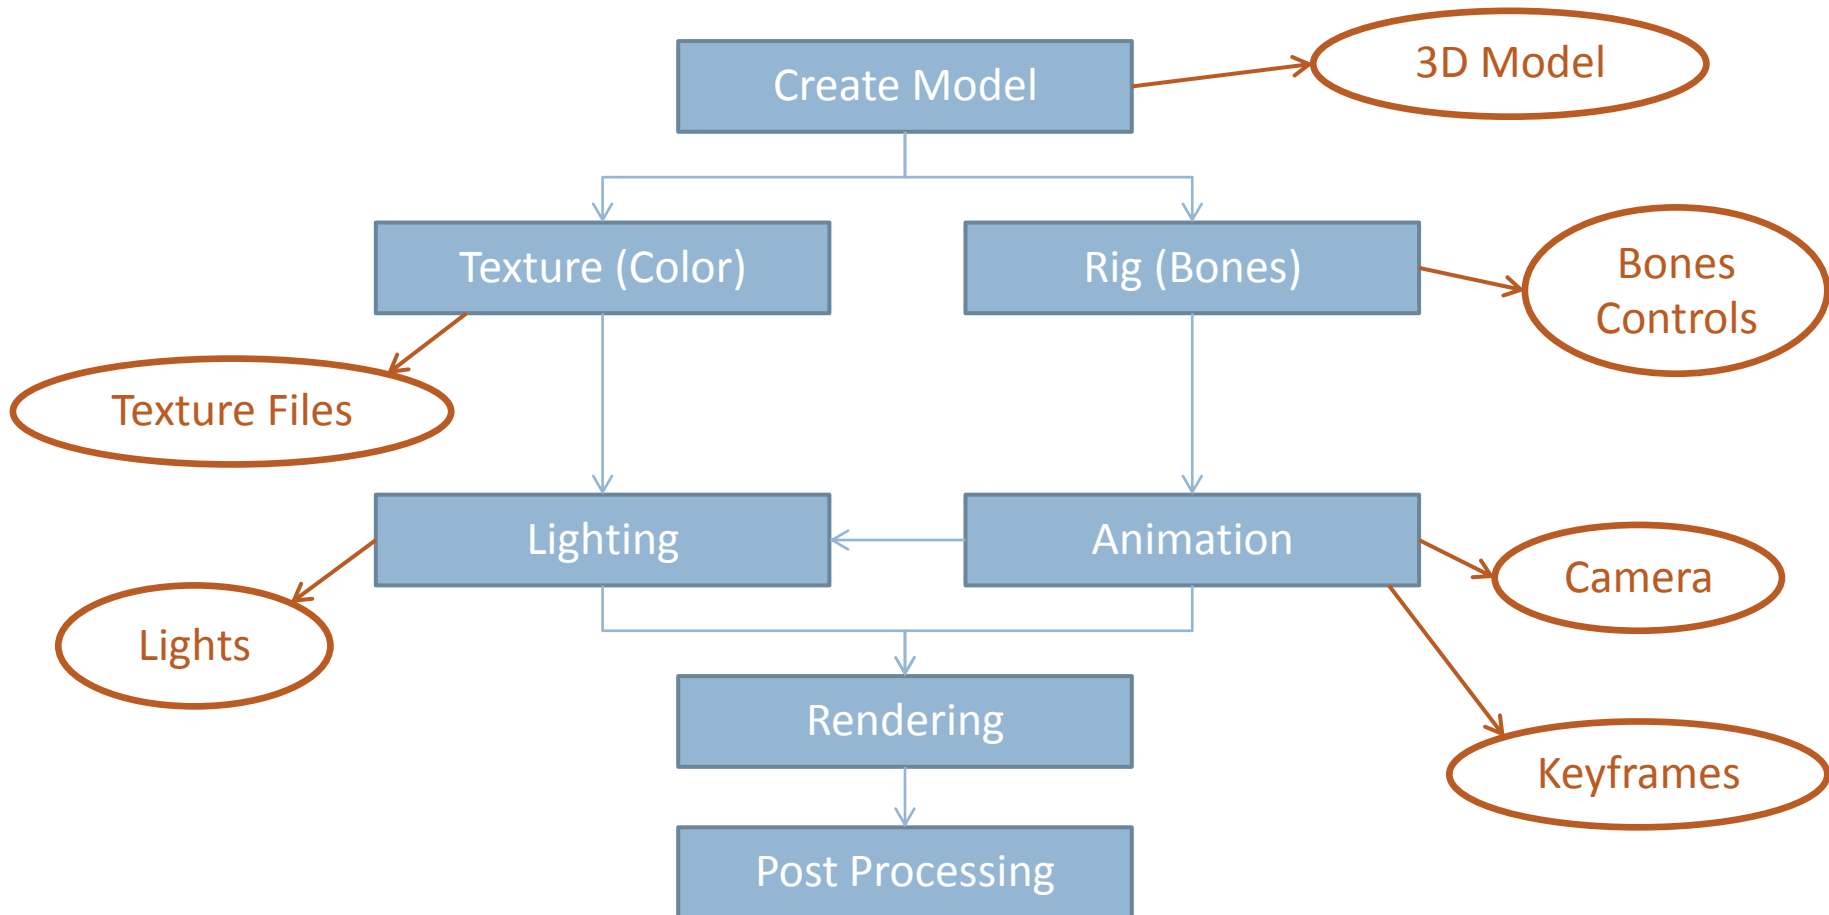 3D Model
Create Model
Texture (Color)
Rig (Bones)
Bones
Controls
Texture Files
Lighting
Animation
Camera
Lights
Rendering
Keyframes
Post Processing